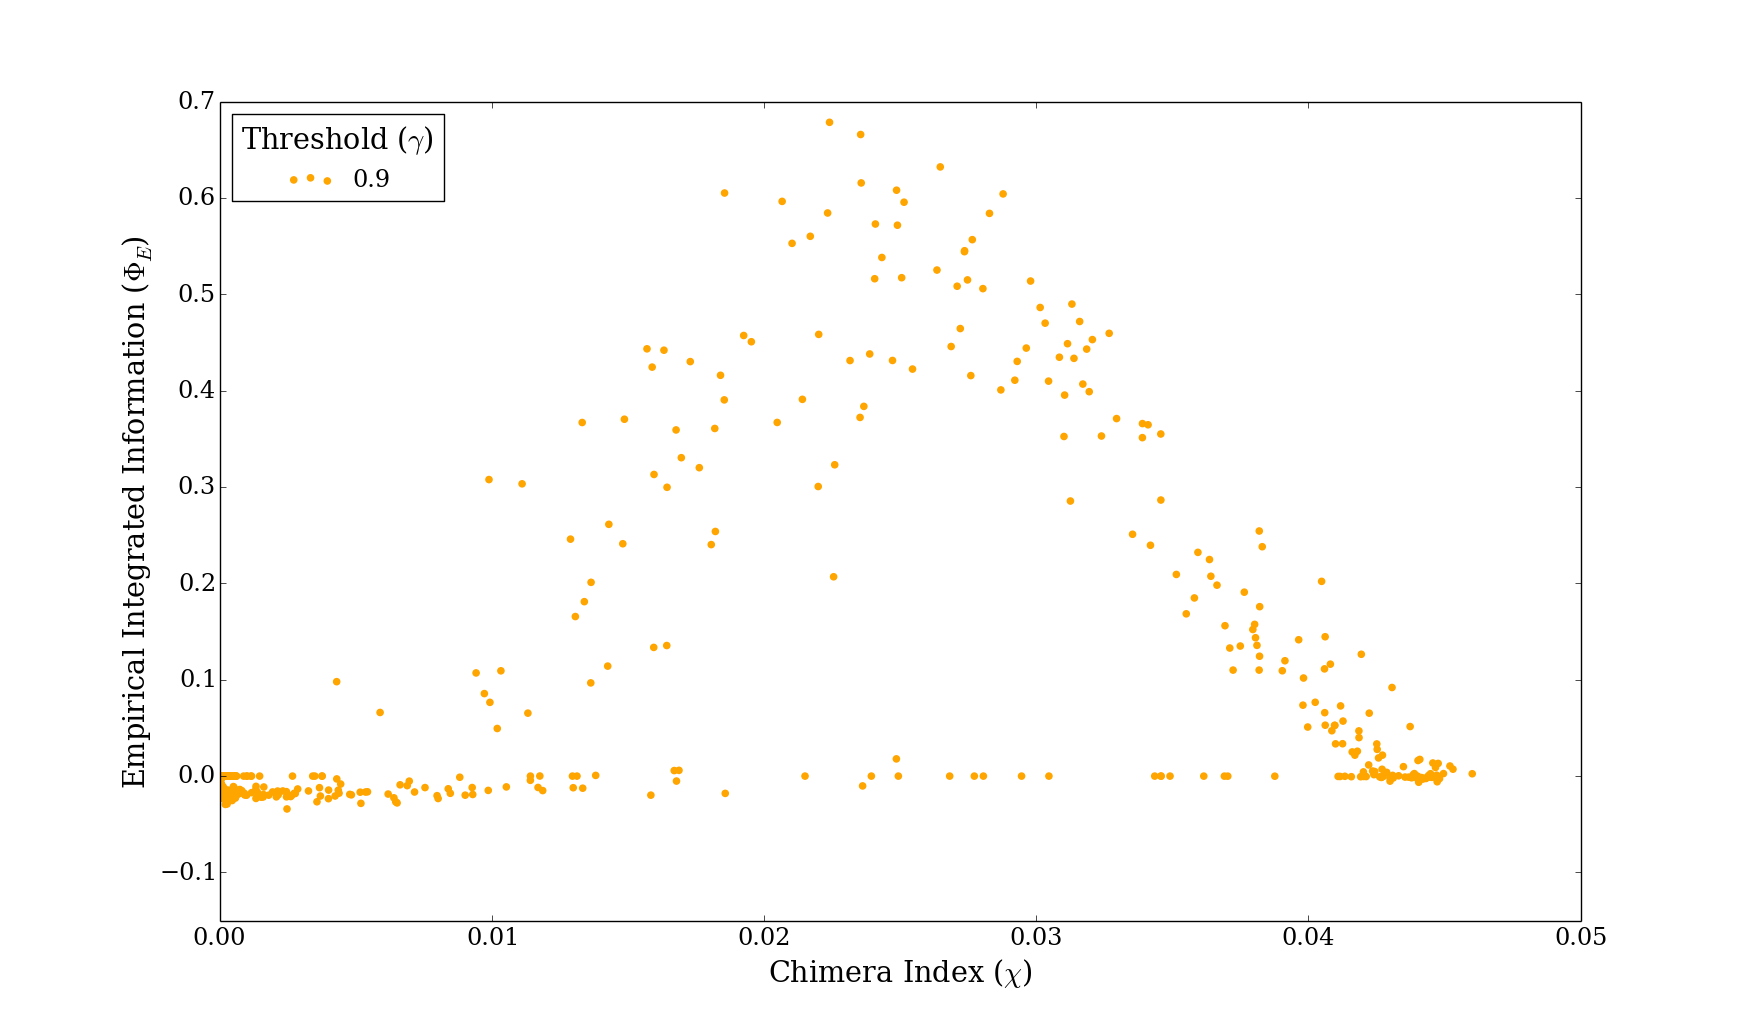 0.7
Threshold (γ)
0.9
0.6
0.5
0.4
0.3
0.2
0.1
0.0
−0.1
Empirical Integrated Information (Φ_E)
0.00 0.01 0.02 0.03 0.04 0.05
Chimera Index (χ)